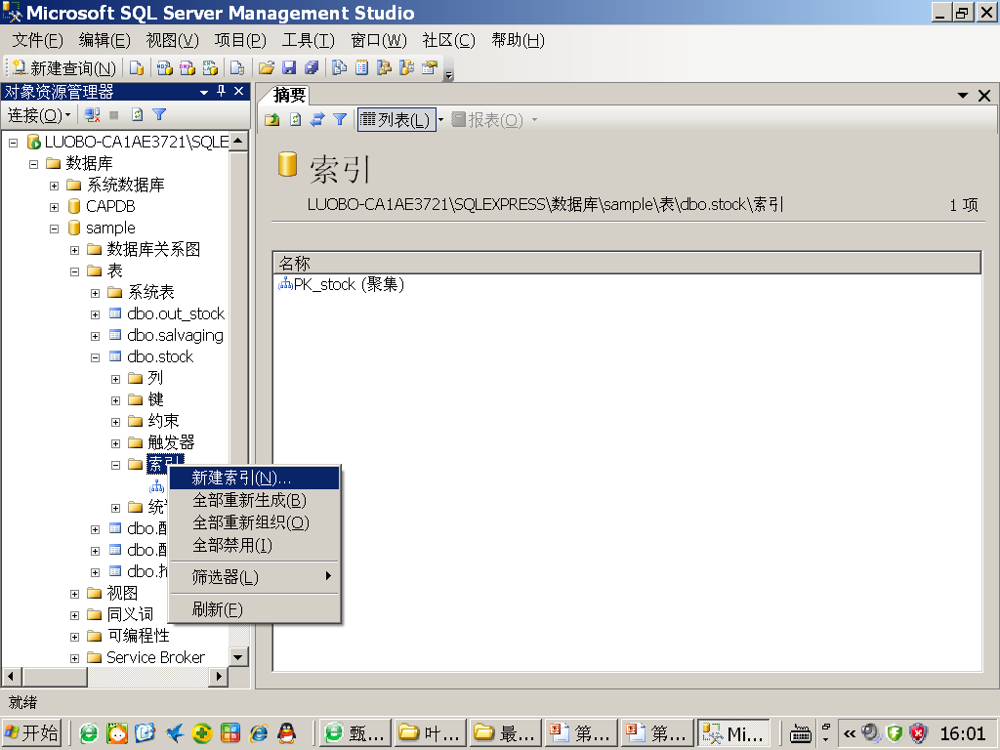 Microsoft SQL Server Management Studio
文件(F) 编辑(E) 视图(V) 项目(P) 工具(T) 窗口(W) 社区(C) 帮助(H)
新建查询(N)
对象资源管理器
连接(O)
LUOBO-CA1AE3721\SQLE
数据库
系统数据库
CAPDB
sample
数据库关系图
表
系统表
dbo.out_stock
dbo.salvaging
dbo.stock
列
键
约束
触发器
索引
dbo.
dbo.
dbo.
视图
同义词
可编程性
Service Broker
新建索引(N)...
全部重新生成(B)
全部重新组织(O)
全部禁用(I)
筛选器(L)
刷新(F)
摘要
列表(L) 报表(O)
索引
LUOBO-CA1AE3721\SQLEXPRESS\数据库\sample\表\dbo.stock\索引
1 项
名称
PK_stock (聚集)
就绪
开始 甄... 叶... 最... 第... 第... Mi... « 16:01